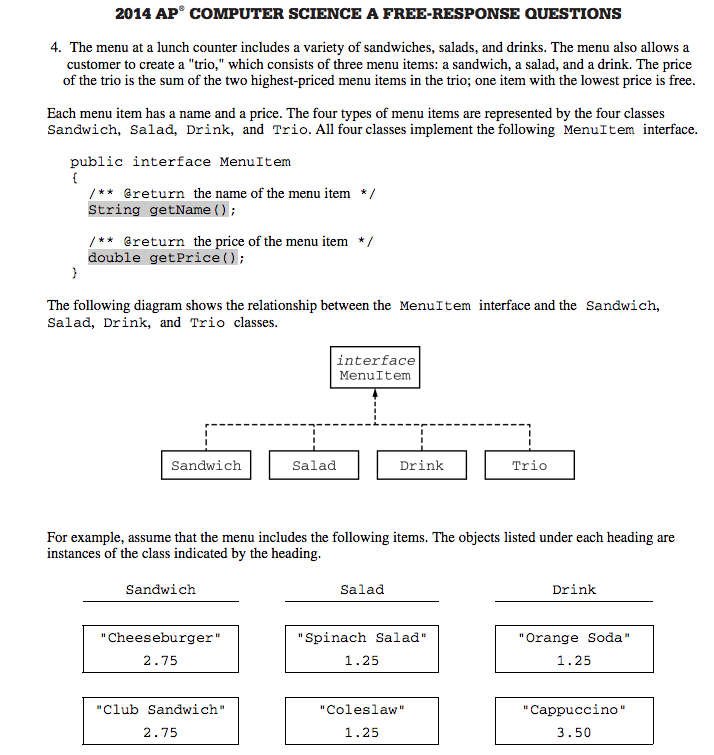 2014 AP® COMPUTER SCIENCE A FREE-RESPONSE QUESTIONS
4. The menu at a lunch counter includes a variety of sandwiches, salads, and drinks. The menu also allows a
customer to create a "trio," which consists of three menu items: a sandwich, a salad, and a drink. The price
of the trio is the sum of the two highest-priced menu items in the trio; one item with the lowest price is free.
Each menu item has a name and a price. The four types of menu items are represented by the four classes
Sandwich, Salad, Drink, and Trio. All four classes implement the following MenuItem interface.
public interface MenuItem
{
/** @return the name of the menu item */
String getName();
/** @return the price of the menu item */
double getPrice();
}
The following diagram shows the relationship between the MenuItem interface and the Sandwich,
Salad, Drink, and Trio classes.
interface
MenuItem
Sandwich Salad Drink Trio
For example, assume that the menu includes the following items. The objects listed under each heading are
instances of the class indicated by the heading.
Sandwich Salad Drink
"Cheeseburger" "Spinach Salad" "Orange Soda"
2.75 1.25 1.25
"Club Sandwich" "Coleslaw" "Cappuccino"
2.75 1.25 3.50